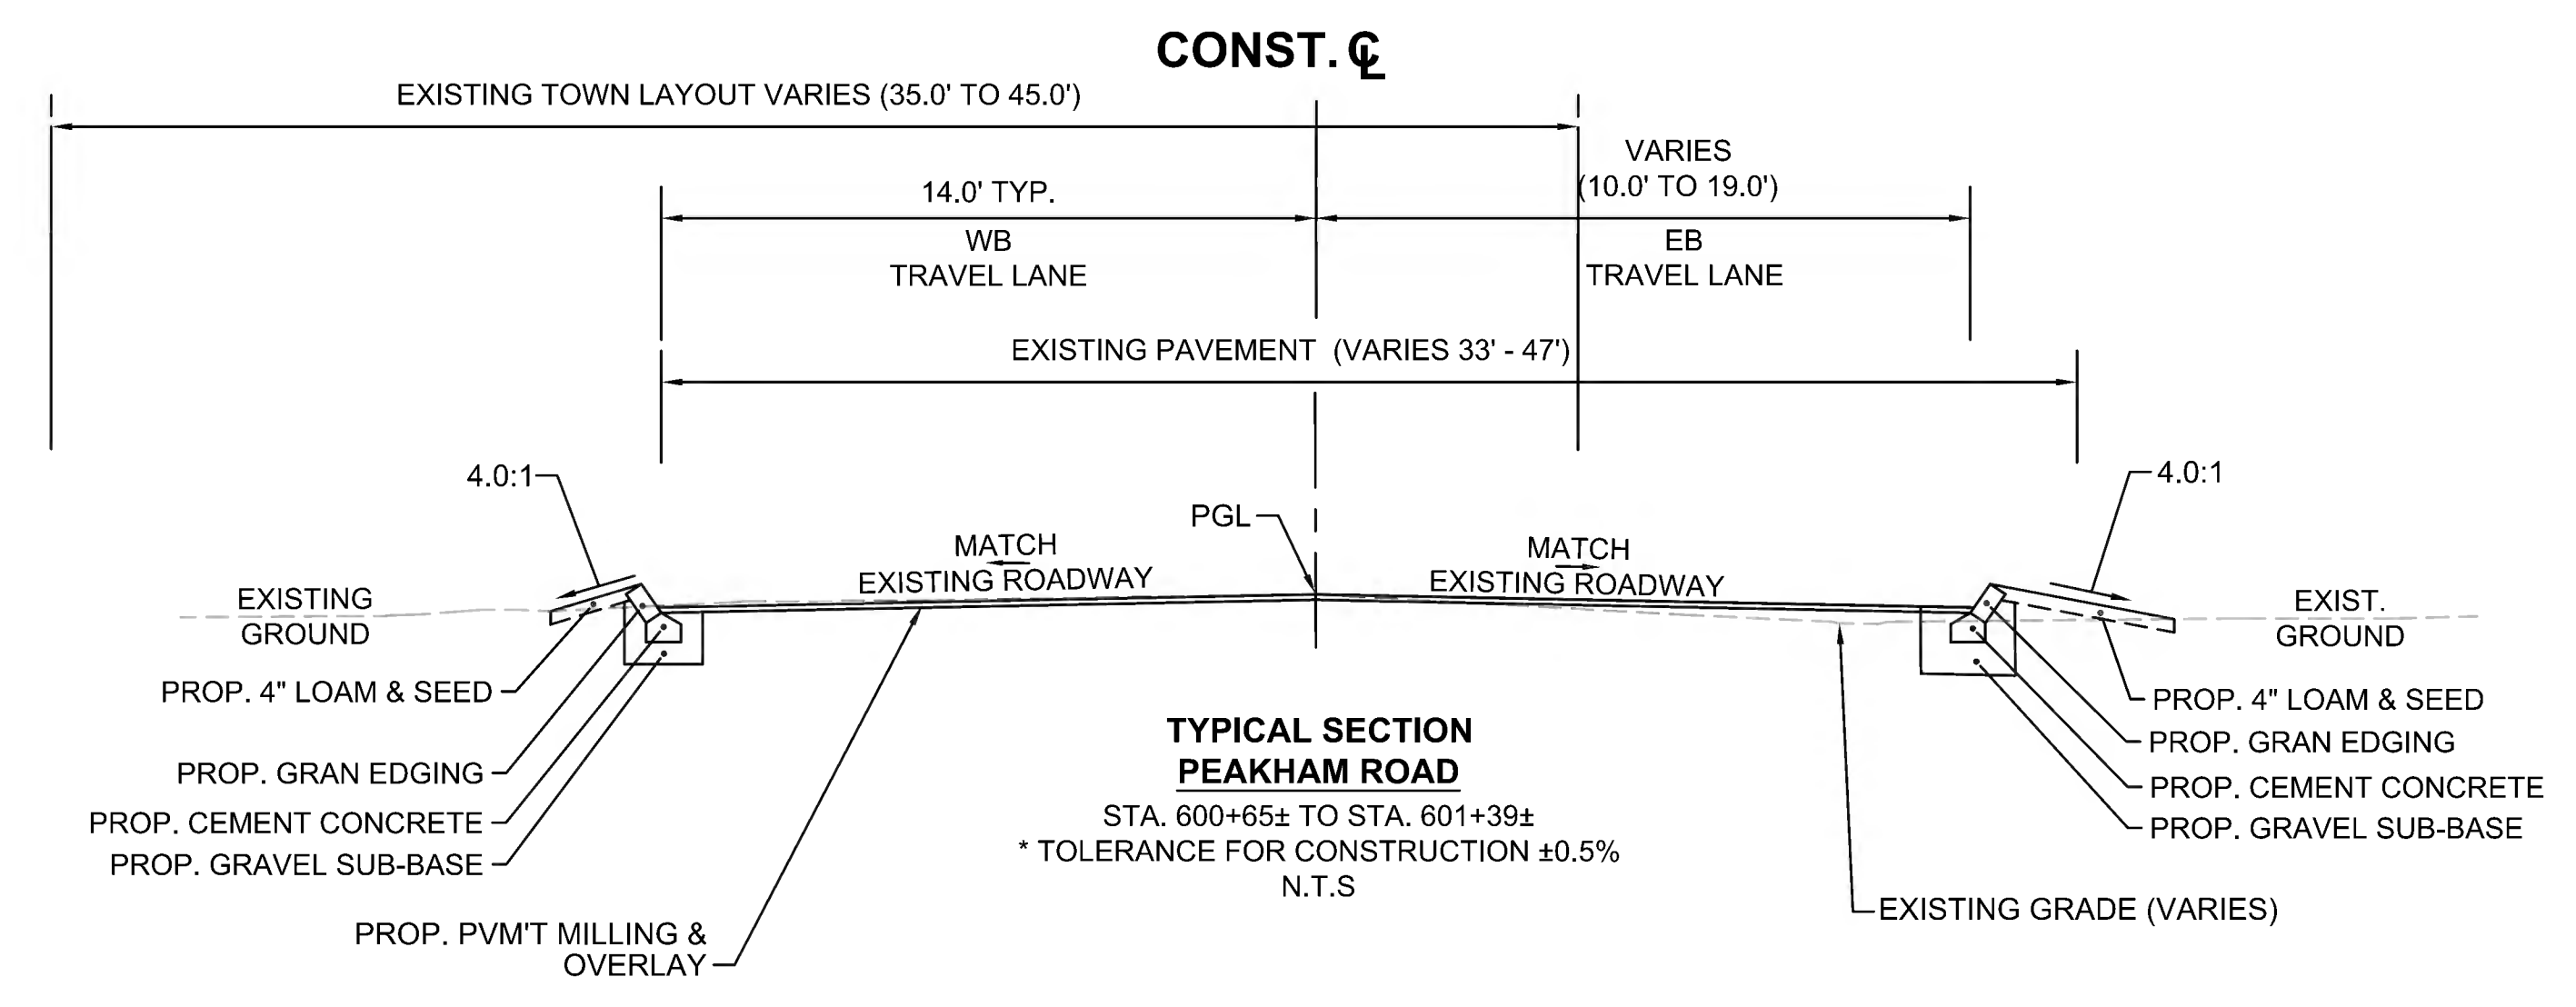 CONST. ℄
EXISTING TOWN LAYOUT VARIES (35.0' TO 45.0')
VARIES
(10.0' TO 19.0')
14.0' TYP.
WB
TRAVEL LANE
EB
TRAVEL LANE
EXISTING PAVEMENT (VARIES 33' - 47')
4.0:1
4.0:1
PGL
MATCH
EXISTING ROADWAY
MATCH
EXISTING ROADWAY
EXISTING
GROUND
EXIST.
GROUND
PROP. 4" LOAM & SEED
PROP. GRAN EDGING
PROP. CEMENT CONCRETE
PROP. GRAVEL SUB-BASE
PROP. PVM'T MILLING &
OVERLAY
TYPICAL SECTION
PEAKHAM ROAD
STA. 600+65± TO STA. 601+39±
* TOLERANCE FOR CONSTRUCTION ±0.5%
N.T.S
PROP. 4" LOAM & SEED
PROP. GRAN EDGING
PROP. CEMENT CONCRETE
PROP. GRAVEL SUB-BASE
EXISTING GRADE (VARIES)